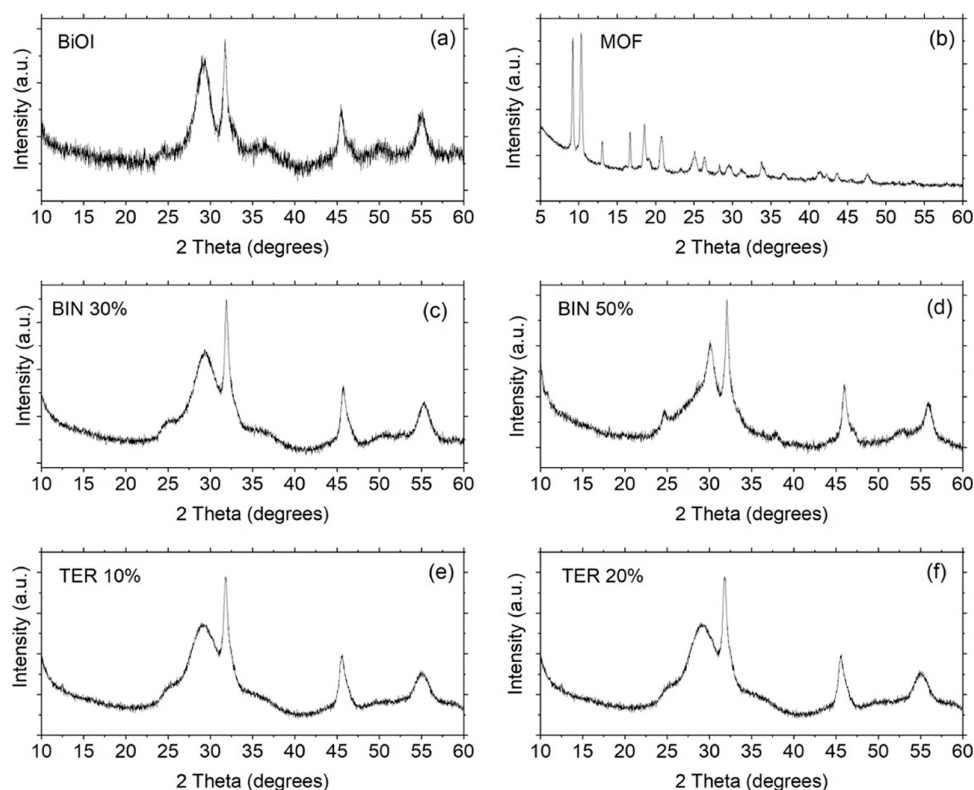 BiOI
(a)
Intensity (a.u.)
10 15 20 25 30 35 40 45 50 55 60
2 Theta (degrees)
MOF
(b)
Intensity (a.u.)
5 10 15 20 25 30 35 40 45 50 55 60
2 Theta (degrees)
BIN 30%
(c)
Intensity (a.u.)
10 15 20 25 30 35 40 45 50 55 60
2 Theta (degrees)
BIN 50%
(d)
Intensity (a.u.)
10 15 20 25 30 35 40 45 50 55 60
2 Theta (degrees)
TER 10%
(e)
Intensity (a.u.)
10 15 20 25 30 35 40 45 50 55 60
2 Theta (degrees)
TER 20%
(f)
Intensity (a.u.)
10 15 20 25 30 35 40 45 50 55 60
2 Theta (degrees)